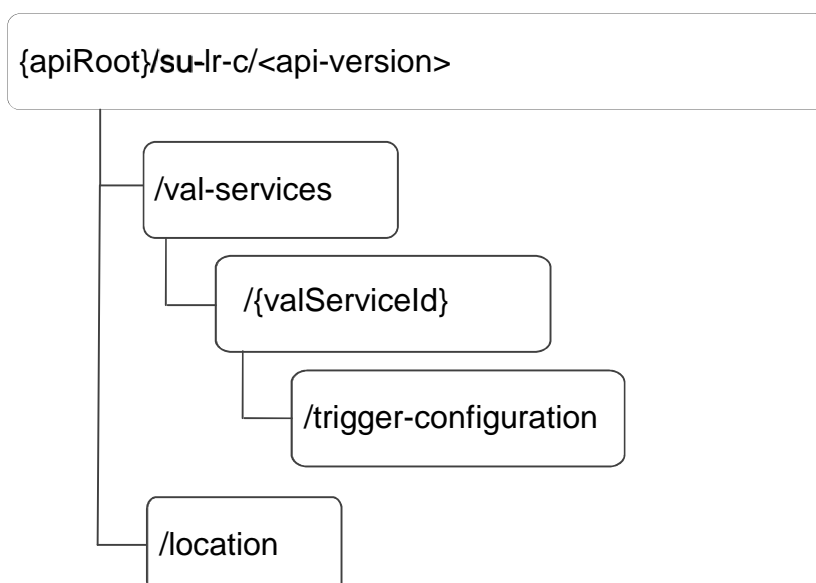 {apiRoot}/su-lr-c/<api-version>
/val-services
/{valServiceId}
/trigger-configuration
/location